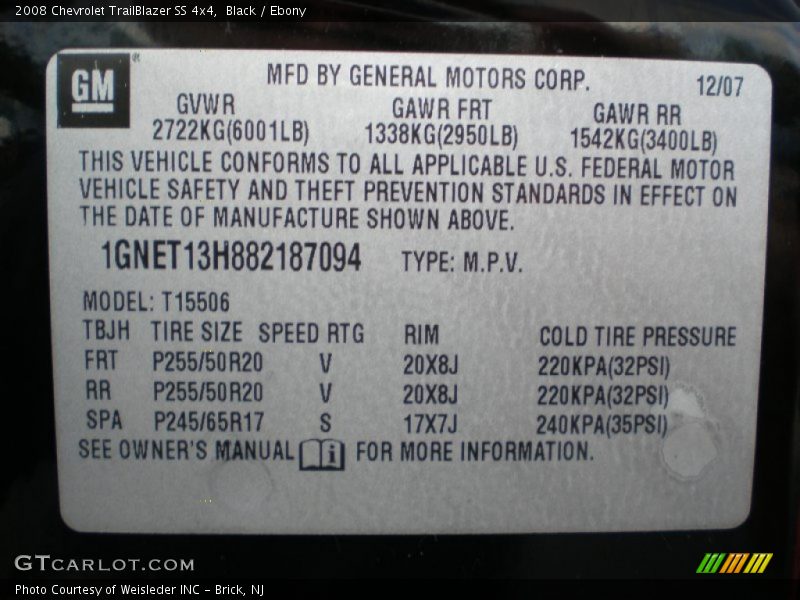 2008 Chevrolet TrailBlazer SS 4x4,  Black / Ebony
GM
MFD BY GENERAL MOTORS CORP. 12/07
GVWR GAWR FRT GAWR RR
2722KG(6001LB) 1338KG(2950LB) 1542KG(3400LB)
THIS VEHICLE CONFORMS TO ALL APPLICABLE U.S. FEDERAL MOTOR
VEHICLE SAFETY AND THEFT PREVENTION STANDARDS IN EFFECT ON
THE DATE OF MANUFACTURE SHOWN ABOVE.
1GNET13H882187094 TYPE: M.P.V.
MODEL: T15506
TBJH TIRE SIZE SPEED RTG RIM COLD TIRE PRESSURE
FRT P255/50R20 V 20X8J 220KPA(32PSI)
RR P255/50R20 V 20X8J 220KPA(32PSI)
SPA P245/65R17 S 17X7J 240KPA(35PSI)
SEE OWNER'S MANUAL i FOR MORE INFORMATION.
GTCARLOT.COM
Photo Courtesy of Weisleder INC - Brick, NJ